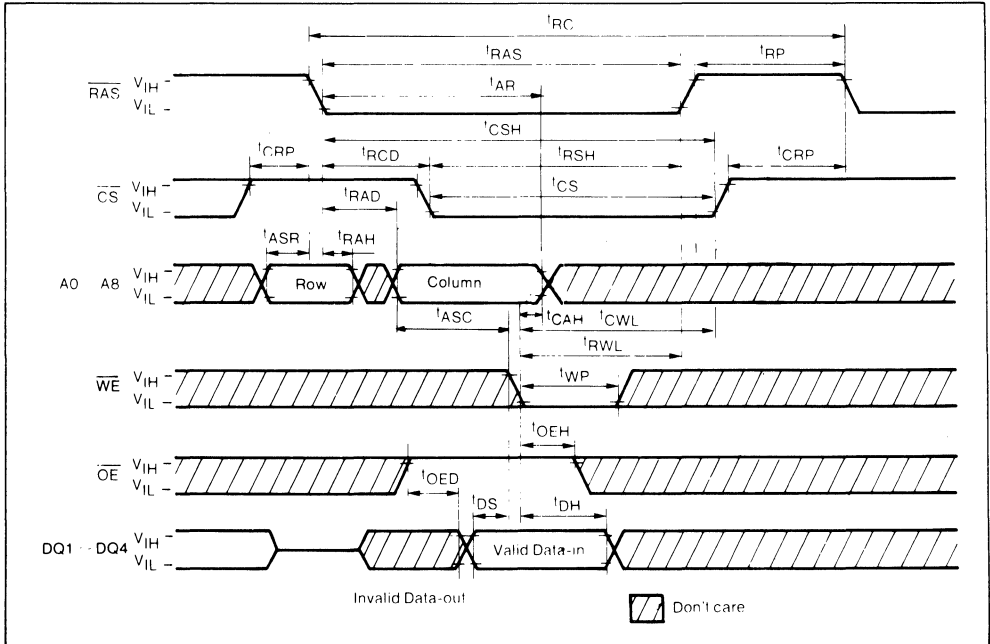 tRC
tRAS
tRP
RAS VIH
VIL
tAR
tCSH
tCRP
tRCD
tRSH
tCRP
CS VIH
VIL
tCS
tRAD
tASR
tRAH
A0 A8 VIH
VIL
Row
Column
tASC
tCAH
tCWL
tRWL
WE VIH
VIL
tWP
tOEH
OE VIH
VIL
tOED
tDS
tDH
DQ1 ·· DQ4 VIH
VIL
Valid Data-in
Invalid Data-out
Don't care